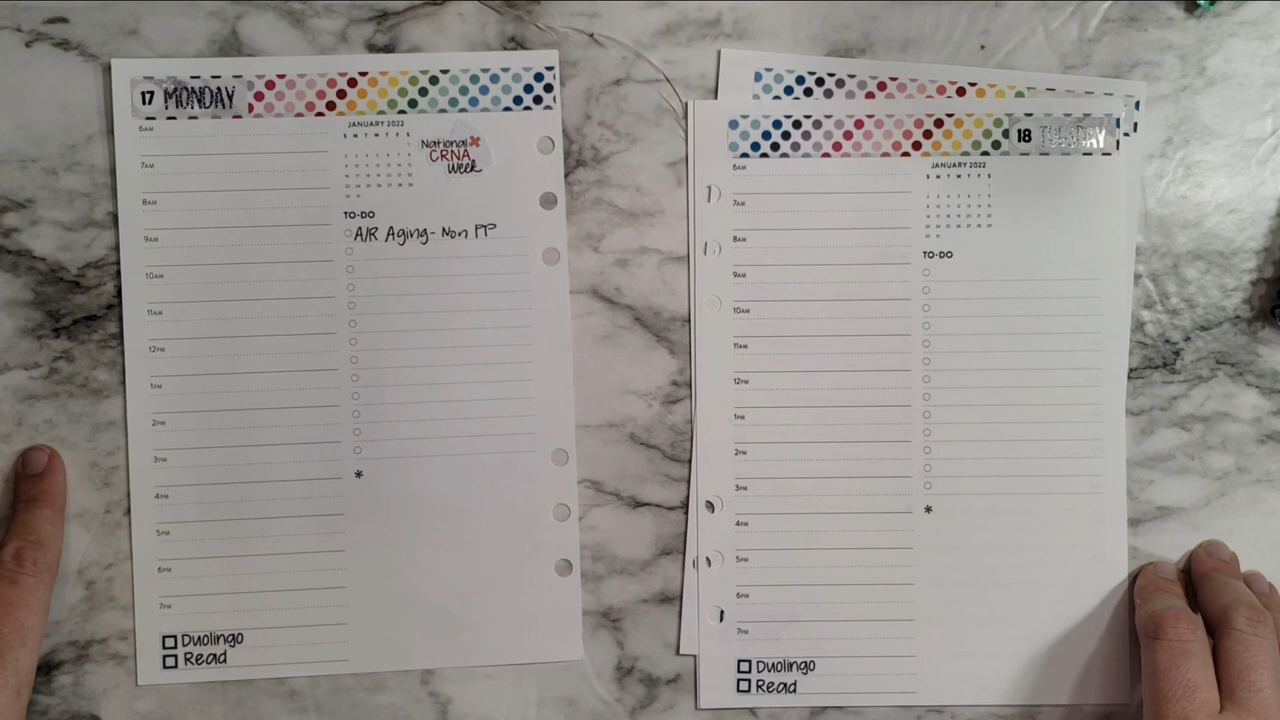 17 MONDAY
JANUARY 2022
S M T W T F S
National
CRNA
Week
6AM
7AM
8AM
9AM
10AM
11AM
12PM
1PM
2PM
3PM
4PM
5PM
6PM
7PM
TO-DO
A/R Aging- Non PP
*
Duolingo
Read
18 TUESDAY
JANUARY 2022
S M T W T F S
6AM
7AM
8AM
9AM
10AM
11AM
12PM
1PM
2PM
3PM
4PM
5PM
6PM
7PM
TO-DO
*
Duolingo
Read